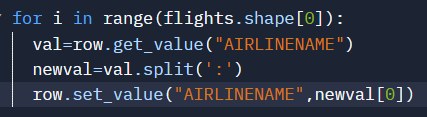 for i in range(flights.shape[0]):
val=row.get_value("AIRLINENAME")
newval=val.split(':')
row.set_value("AIRLINENAME",newval[0])